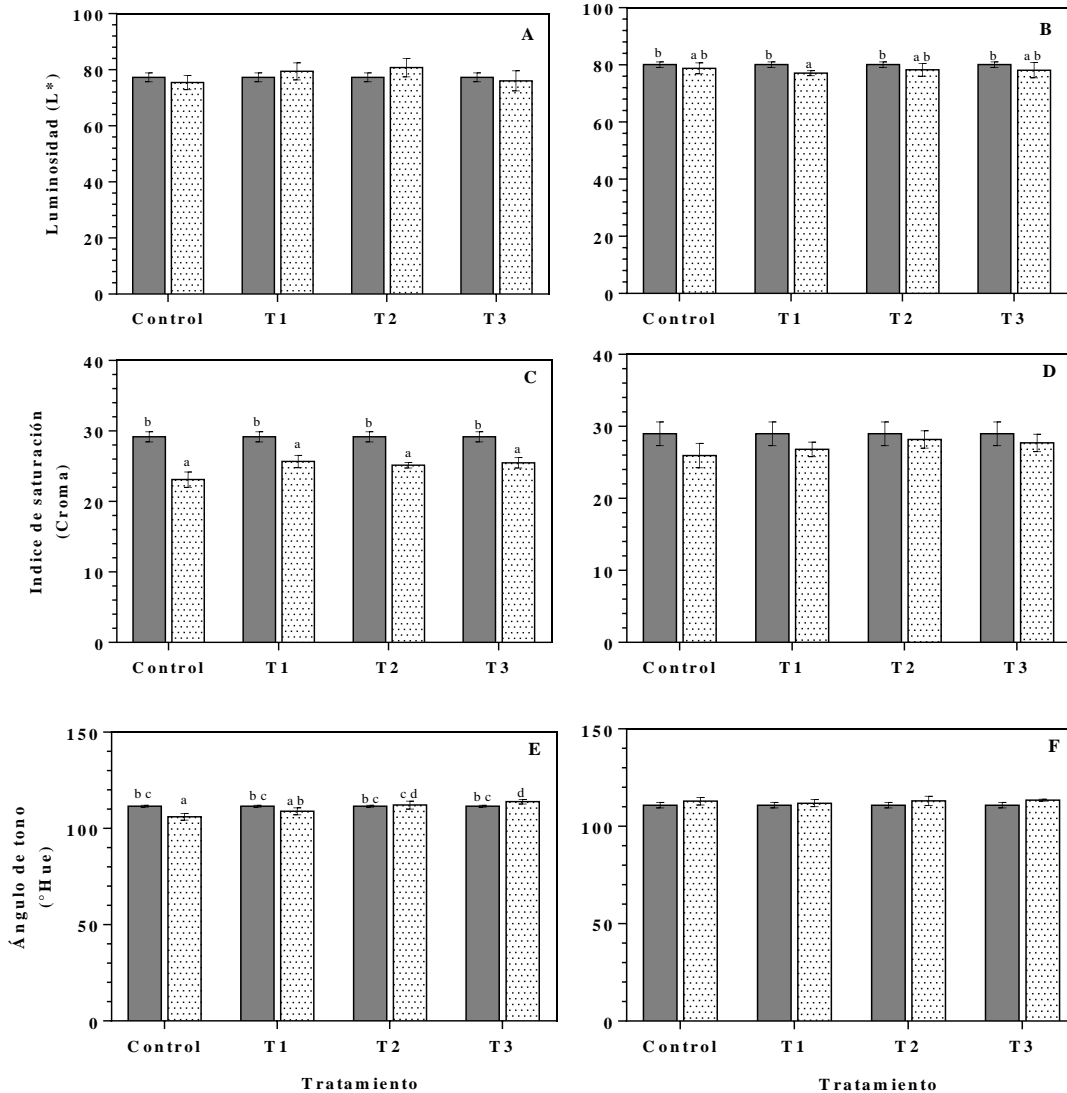 100
80
60
40
20
0
Luminosidad (L*)
A
Control
T1
T2
T3
100
80
60
40
20
0
B
b
a b
b
a
b
a b
b
a b
Control
T1
T2
T3
40
30
20
10
0
Indice de saturación
(Croma)
C
b
a
b
a
b
a
b
a
Control
T1
T2
T3
40
30
20
10
0
D
Control
T1
T2
T3
150
100
50
0
Ángulo de tono
(°Hue)
E
b c
a
b c
a b
b c
c d
b c
d
Control
T1
T2
T3
Tratamiento
150
100
50
0
F
Control
T1
T2
T3
Tratamiento